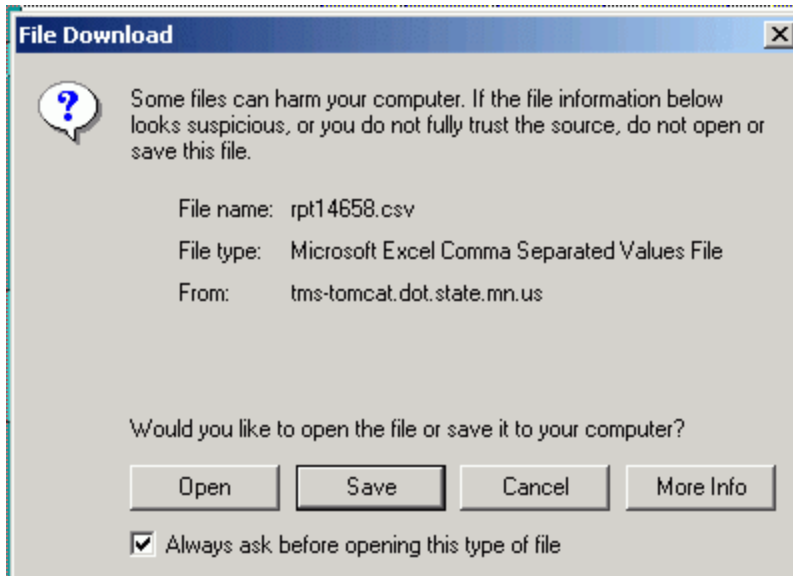 File Download
Some files can harm your computer. If the file information below
looks suspicious, or you do not fully trust the source, do not open or
save this file.
File name: rpt14658.csv
File type: Microsoft Excel Comma Separated Values File
From: tms-tomcat.dot.state.mn.us
Would you like to open the file or save it to your computer?
Open Save Cancel More Info
Always ask before opening this type of file